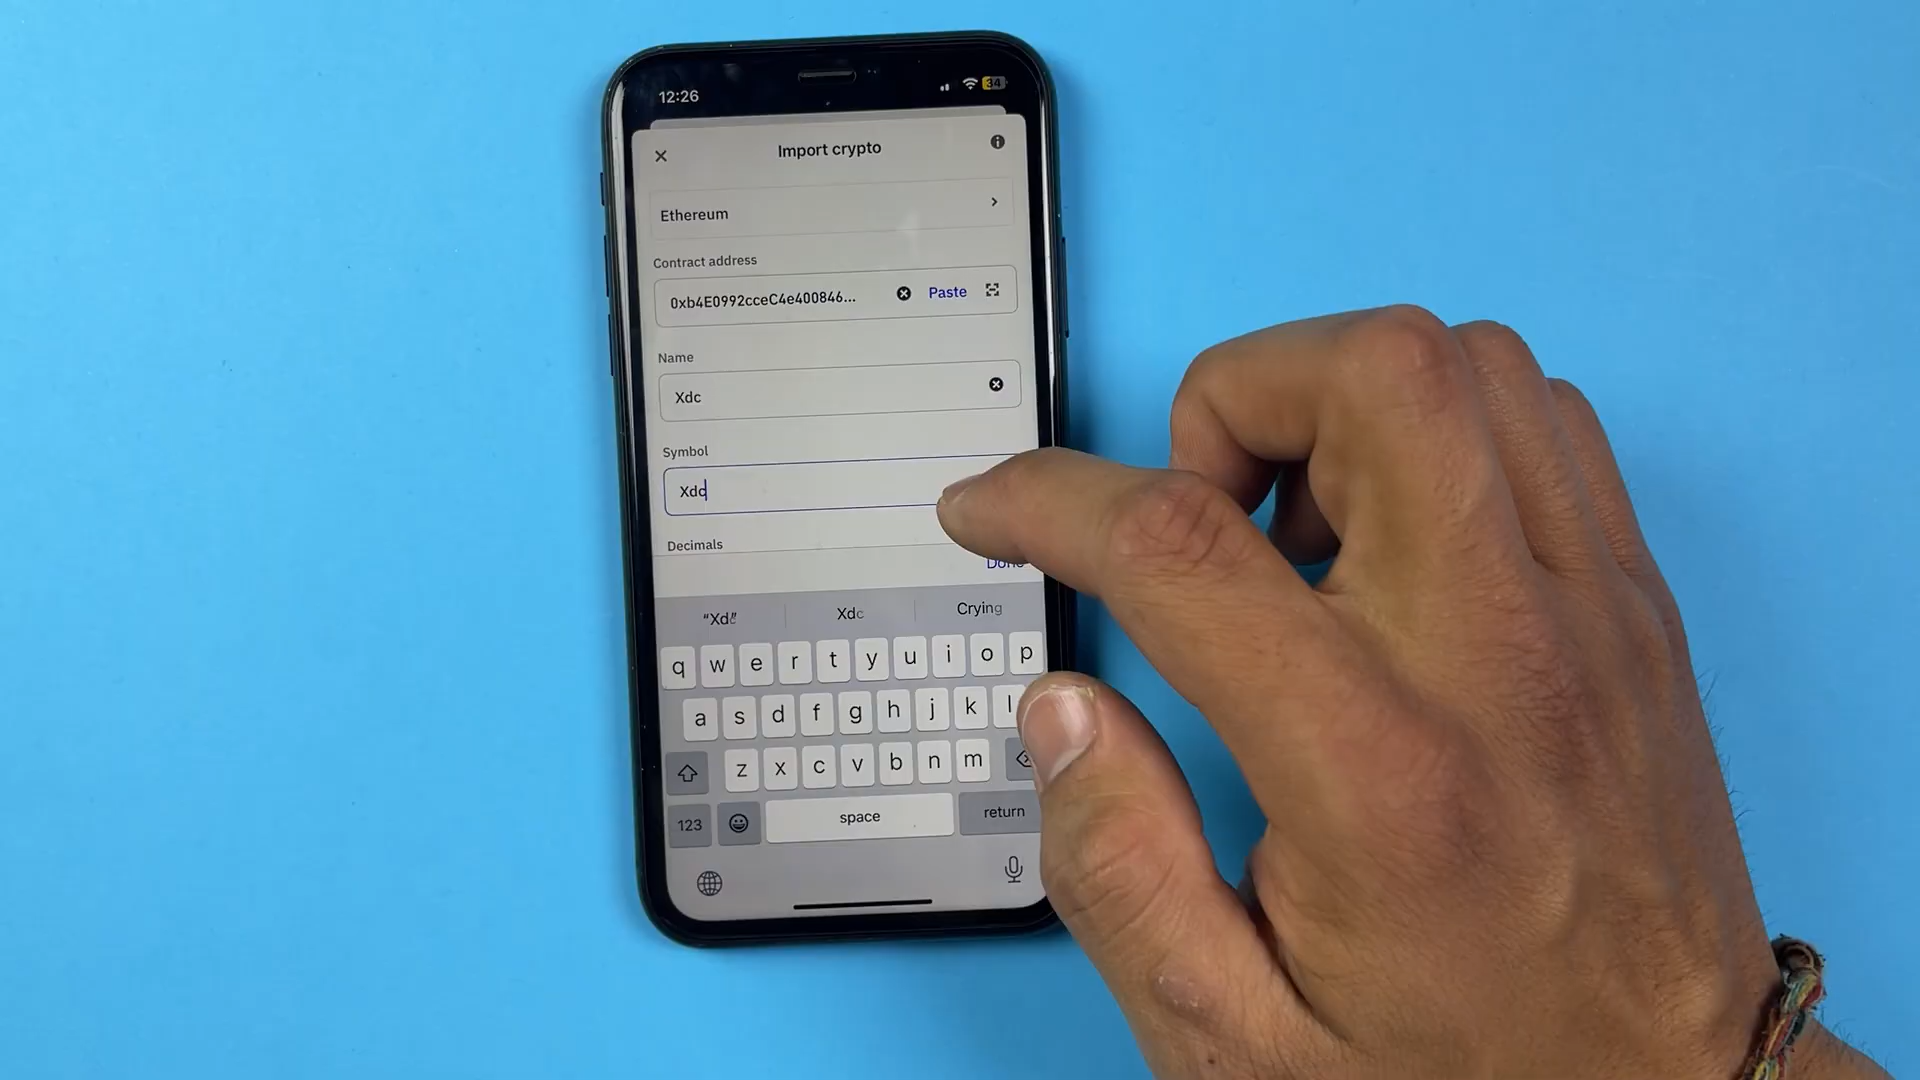 12:26
34
Import crypto
Ethereum
Contract address
0xb4E0992cceC4e400846...
Paste
Name
Xdc
Symbol
Xdc
Decimals
Done
“Xdc” Xdc Crying
q w e r t y u i o p
a s d f g h j k l
z x c v b n m
123 space return